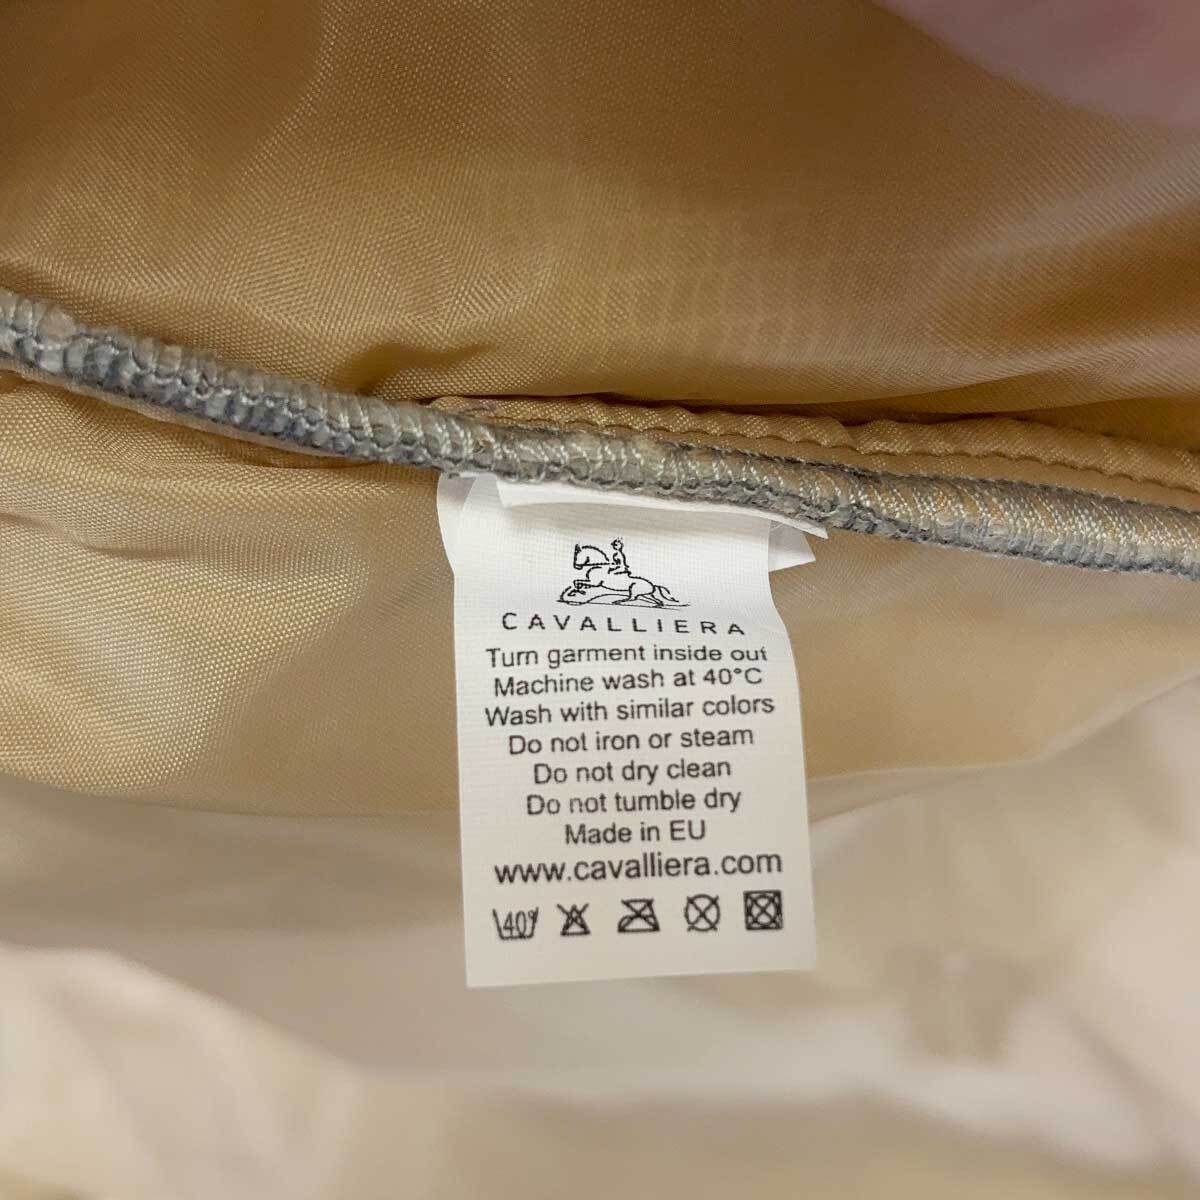 CAVALLIERA
Turn garment inside out
Machine wash at 40°C
Wash with similar colors
Do not iron or steam
Do not dry clean
Do not tumble dry
Made in EU
www.cavalliera.com
40°